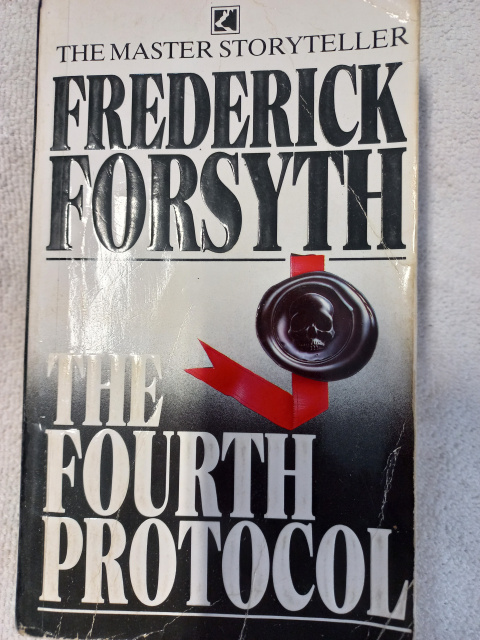 THE MASTER STORYTELLER
FREDERICK
FORSYTH
THE
FOURTH
PROTOCOL